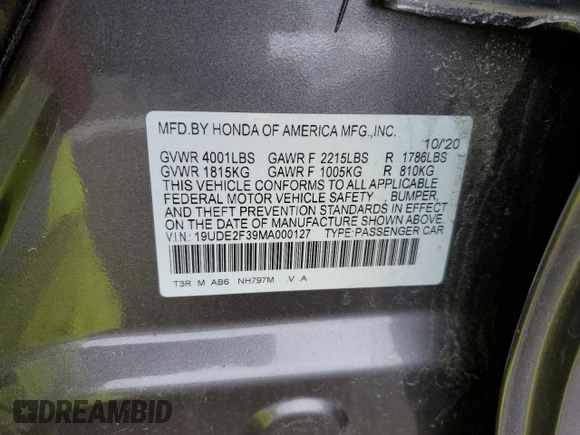 MFD.BY HONDA OF AMERICA MFG.,INC.
10/'20
GVWR 4001LBS GAWR F 2215LBS R 1786LBS
GVWR 1815KG GAWR F 1005KG R 810KG
THIS VEHICLE CONFORMS TO ALL APPLICABLE
FEDERAL MOTOR VEHICLE SAFETY , BUMPER,
AND THEFT PREVENTION STANDARDS IN EFFECT
ON THE DATE OF MANUFACTURE SHOWN ABOVE.
V.I.N.: 19UDE2F39MA000127 TYPE:PASSENGER CAR
T3R M AB6 NH797M .V .A
DREAMBID